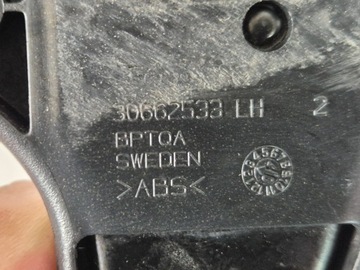 30662533 LH 2
BPTQA
SWEDEN
>ABS<